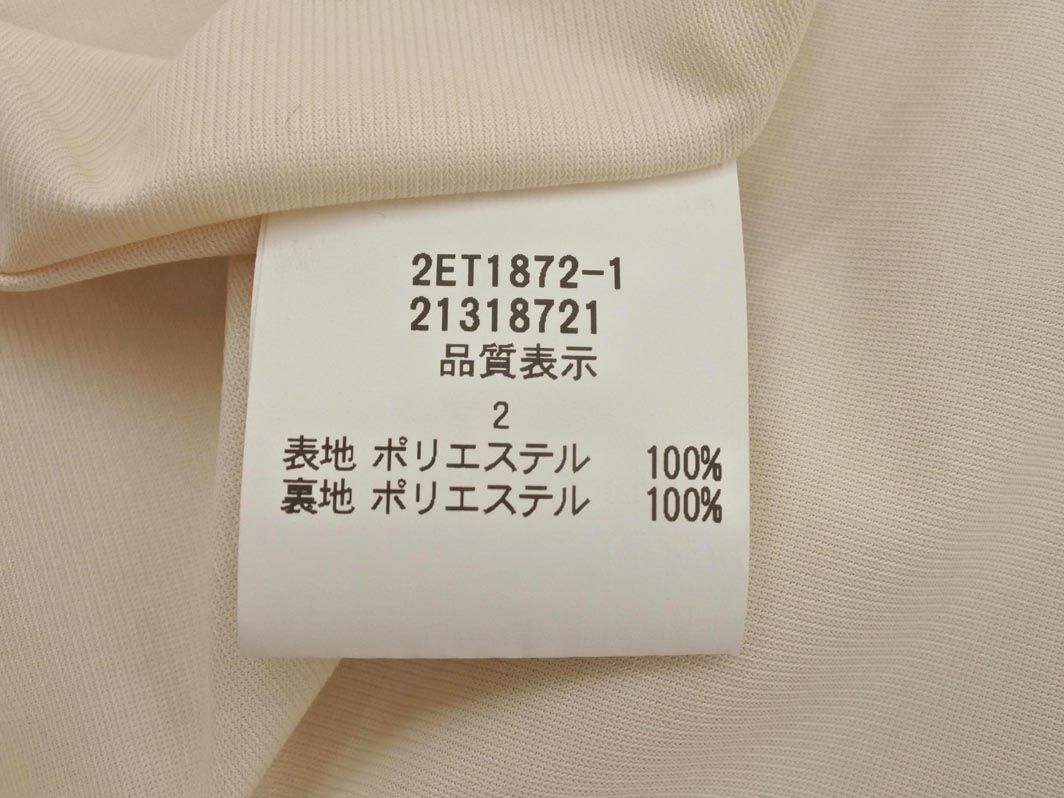 2ET1872-1
21318721
品質表示
2
表地 ポリエステル 100%
裏地 ポリエステル 100%